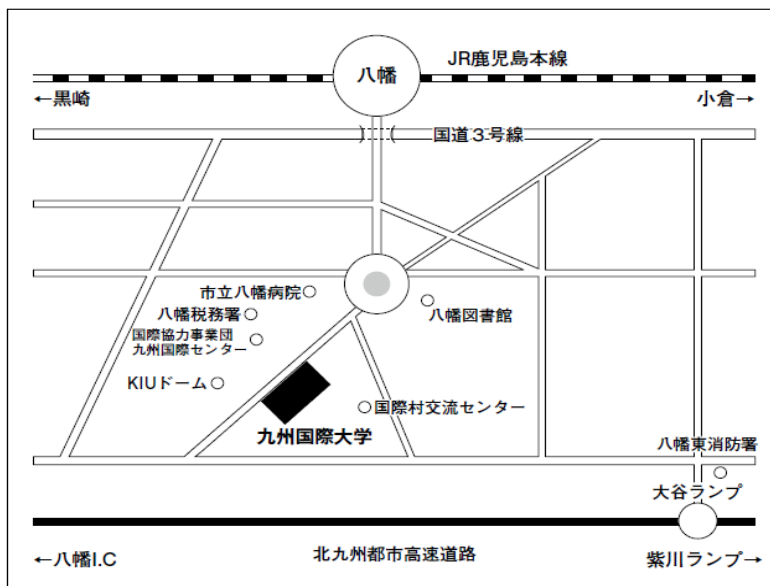 JR鹿児島本線
八幡
←黒崎
小倉→
国道3号線
市立八幡病院
八幡税務署
八幡図書館
国際協力事業団
九州国際センター
KIUドーム
国際村交流センター
九州国際大学
八幡東消防署
大谷ランプ
北九州都市高速道路
←八幡I.C
紫川ランプ→